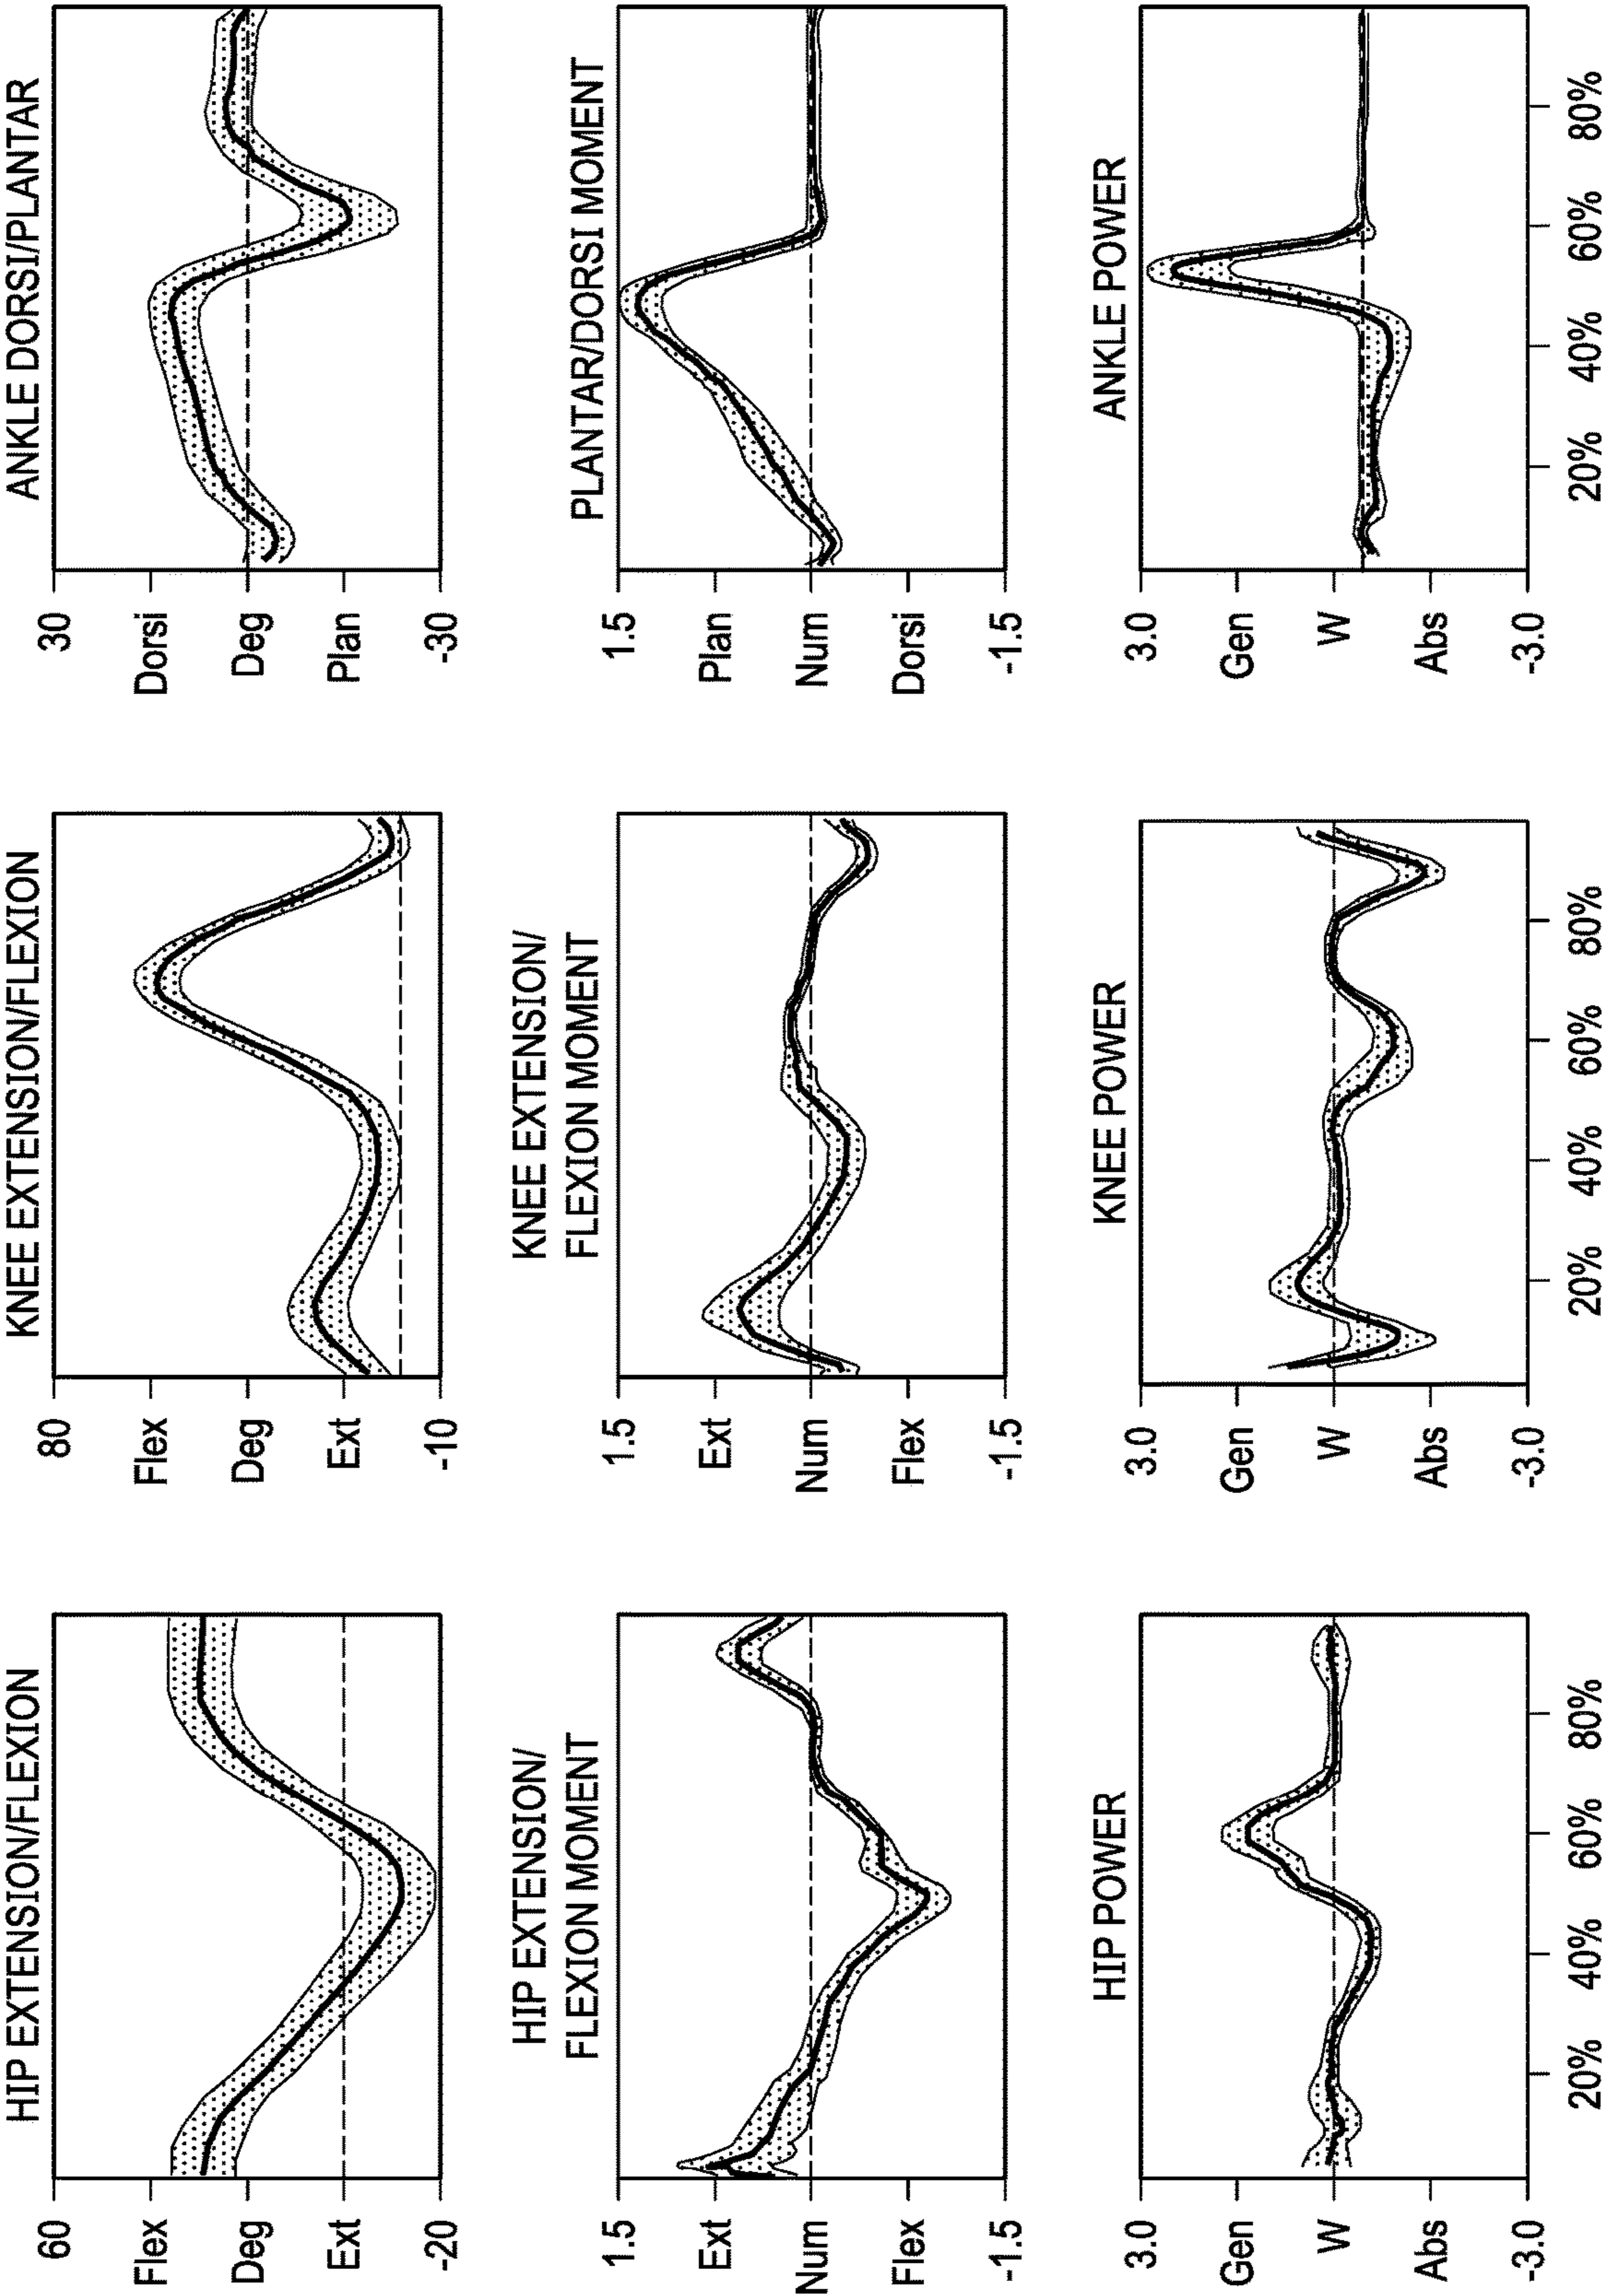 HIP EXTENSION/FLEXION
60
Flex
Deg
Ext
-20
KNEE EXTENSION/FLEXION
80
Flex
Deg
Ext
-10
ANKLE DORSI/PLANTAR
30
Dorsi
Deg
Plan
-30
HIP EXTENSION/
FLEXION MOMENT
1.5
Ext
Num
Flex
-1.5
KNEE EXTENSION/
FLEXION MOMENT
1.5
Ext
Num
Flex
-1.5
PLANTAR/DORSI MOMENT
1.5
Plan
Num
Dorsi
-1.5
HIP POWER
3.0
Gen
W
Abs
-3.0
20% 40% 60% 80%
KNEE POWER
3.0
Gen
W
Abs
-3.0
20% 40% 60% 80%
ANKLE POWER
3.0
Gen
W
Abs
-3.0
20% 40% 60% 80%